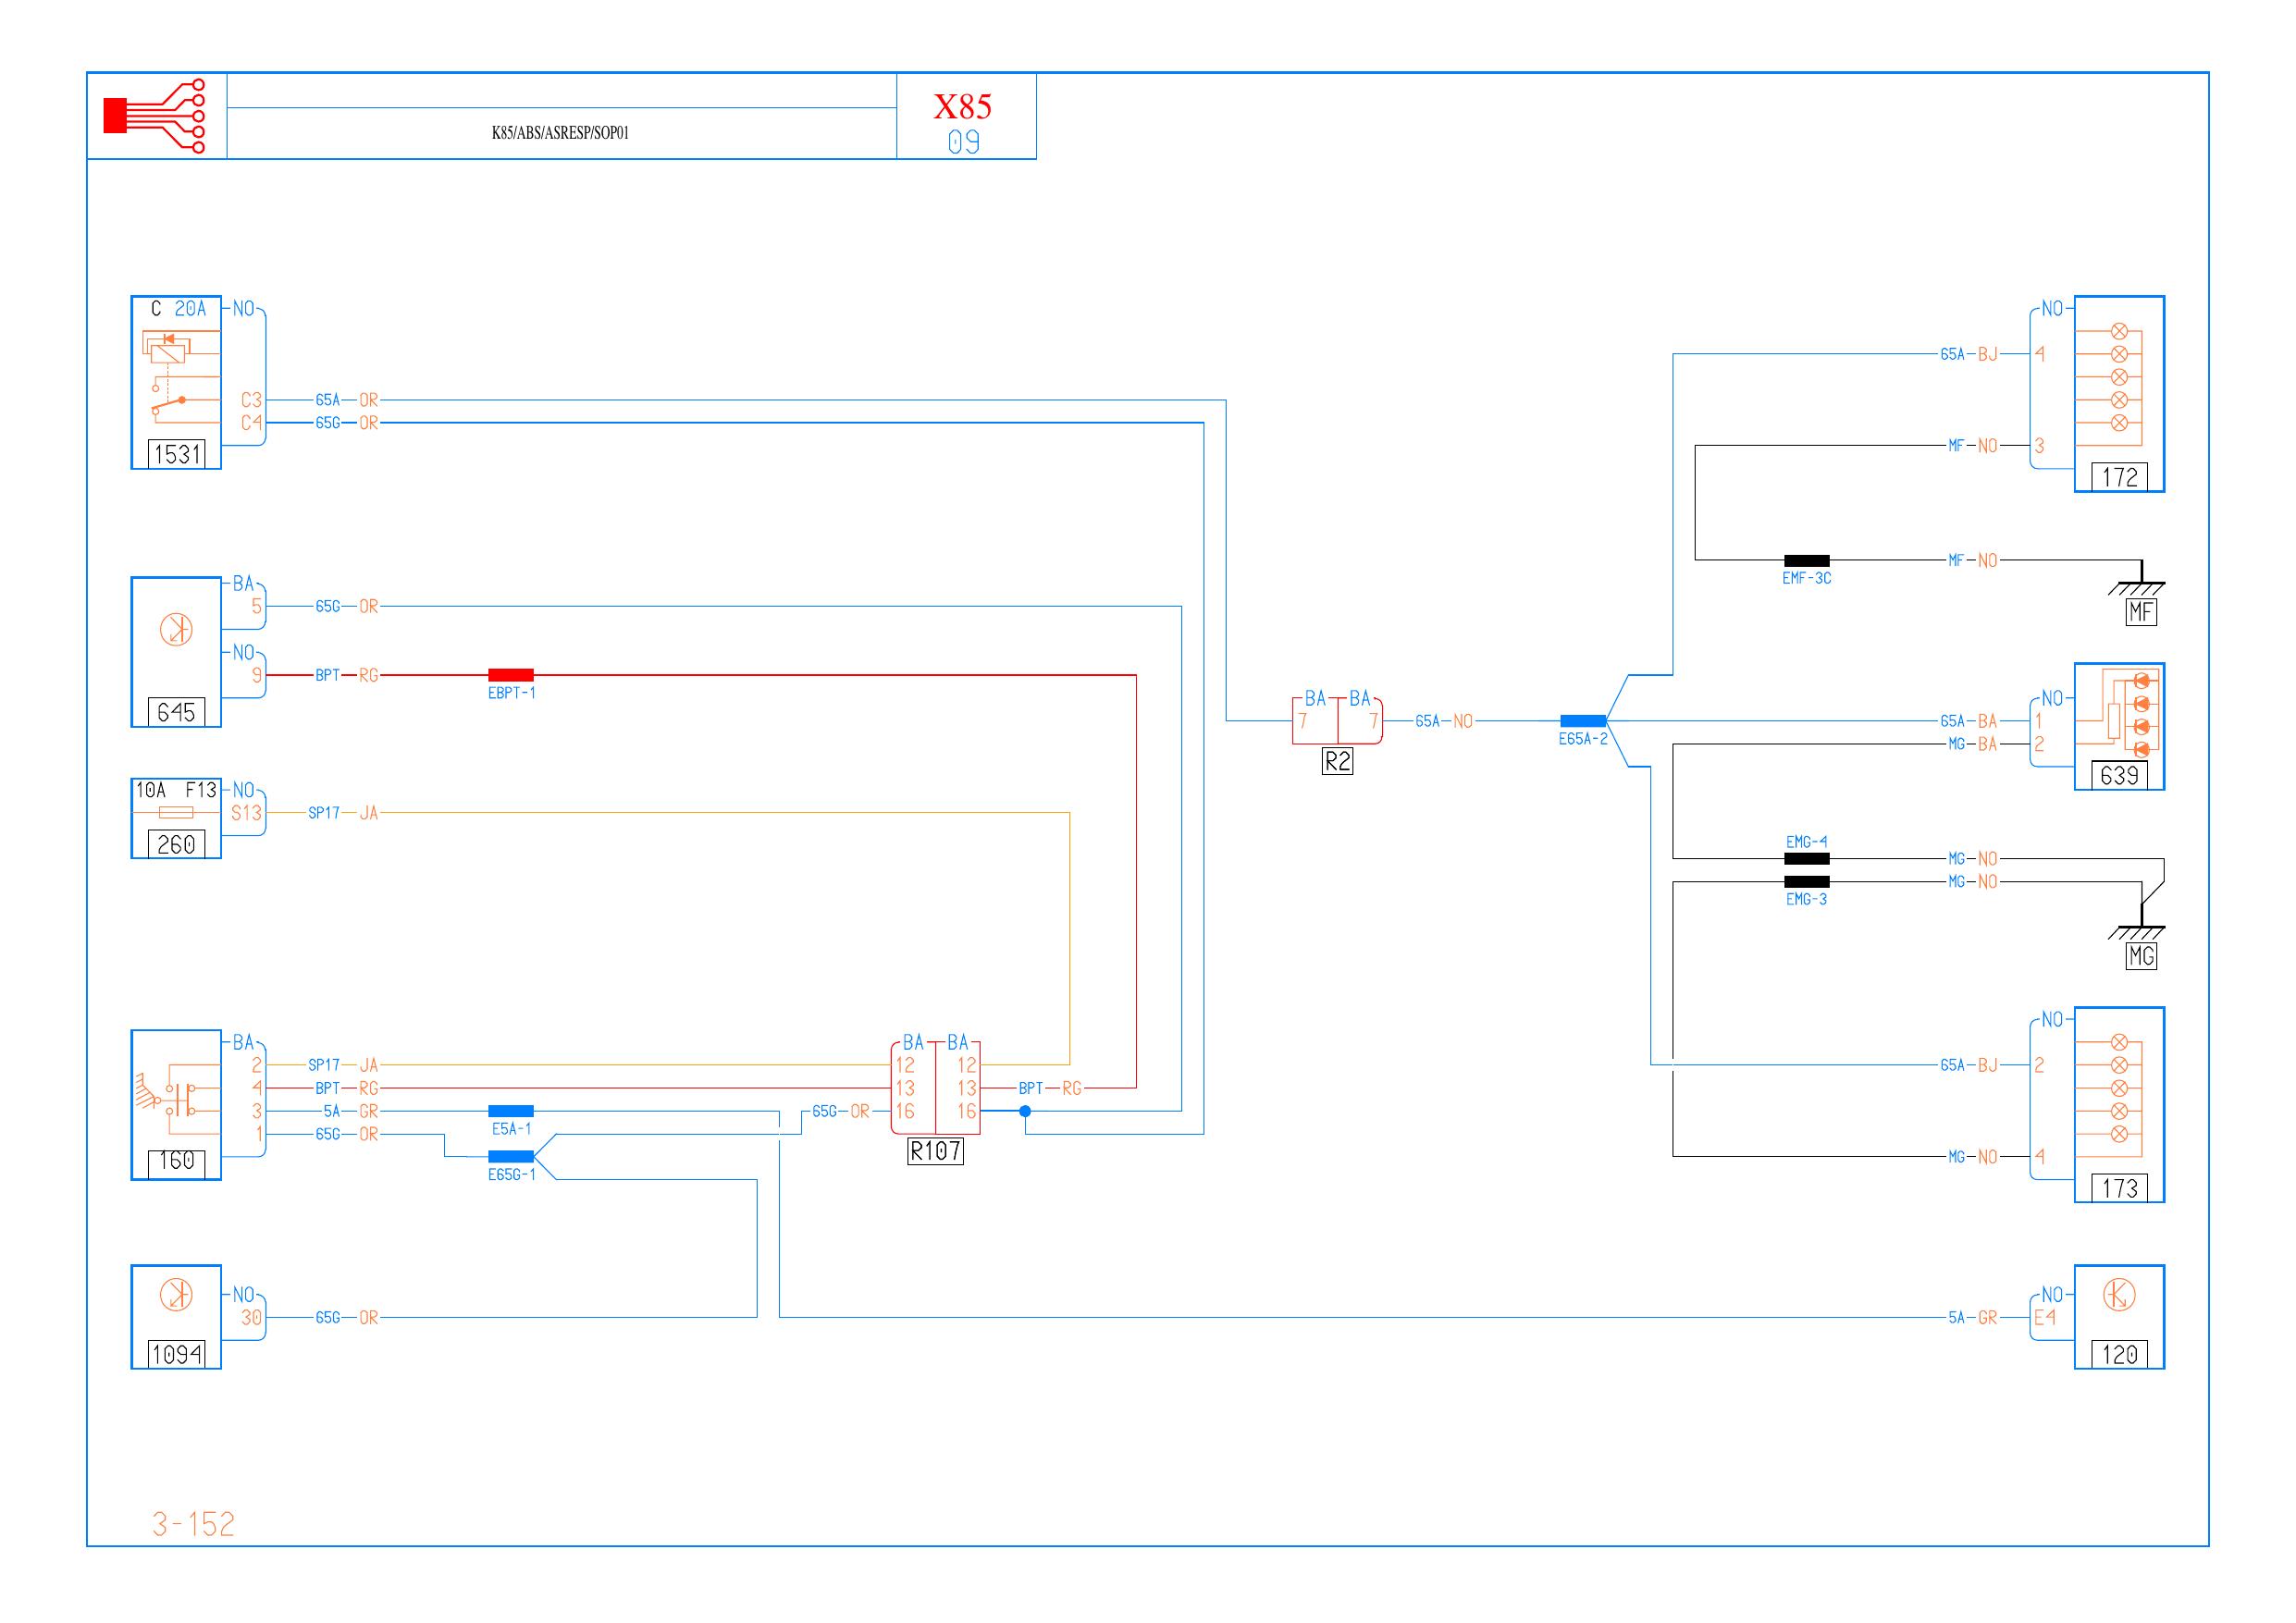 K85/ABS/ASRESP/SOP01
X85
09
C 20A NO
C3 65A OR
C4 65G OR
1531
BA
5 65G OR
NO
9 BPT RG
EBPT-1
645
10A F13 NO
S13 SP17 JA
260
BA
2 SP17 JA
4 BPT RG
3 5A GR
E5A-1
1 65G OR
E65G-1
160
65G OR
BA BA
12 12
13 13 BPT RG
16 16
R107
NO
30 65G OR
1094
BA BA
7 7 65A NO
R2
E65A-2
NO
65A BJ 4
MF NO 3
172
MF NO
EMF-3C
MF
NO
65A BA 1
MG BA 2
639
EMG-4
MG NO
MG NO
EMG-3
MG
NO
65A BJ 2
MG NO 4
173
NO
5A GR E4
120
3-152